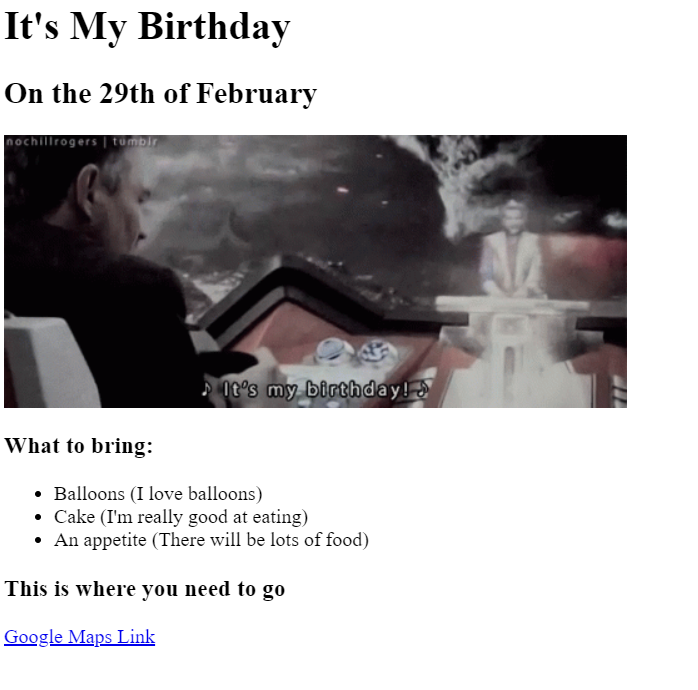 It's My Birthday
On the 29th of February
nochillrogers | tumblr
♪ It's my birthday! ♪
What to bring:
Balloons (I love balloons)
Cake (I'm really good at eating)
An appetite (There will be lots of food)
This is where you need to go
Google Maps Link